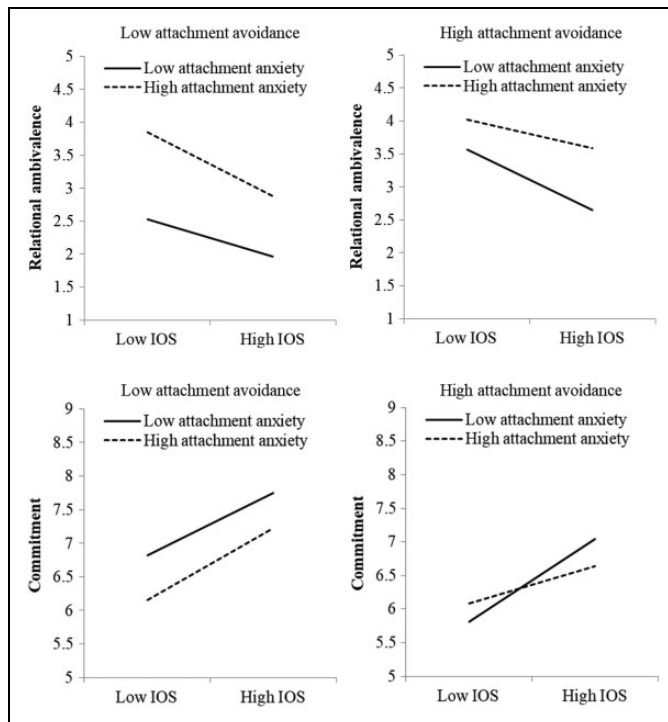 Low attachment avoidance
Low attachment anxiety
High attachment anxiety
Relational ambivalence
5
4.5
4
3.5
3
2.5
2
1.5
1
Low IOS High IOS
High attachment avoidance
Low attachment anxiety
High attachment anxiety
Relational ambivalence
5
4.5
4
3.5
3
2.5
2
1.5
1
Low IOS High IOS
Low attachment avoidance
Low attachment anxiety
High attachment anxiety
Commitment
9
8.5
8
7.5
7
6.5
6
5.5
5
Low IOS High IOS
High attachment avoidance
Low attachment anxiety
High attachment anxiety
Commitment
9
8.5
8
7.5
7
6.5
6
5.5
5
Low IOS High IOS